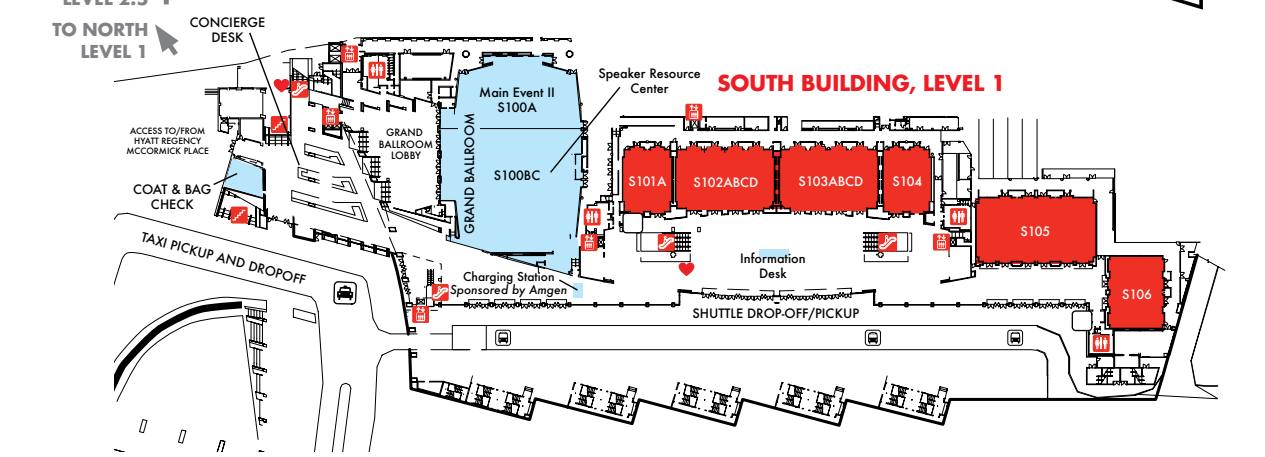 LEVEL 2.5
TO NORTH
LEVEL 1
CONCIERGE
DESK
SOUTH BUILDING, LEVEL 1
Speaker Resource
Center
Main Event II
S100A
GRAND BALLROOM
S100BC
GRAND
BALLROOM
LOBBY
ACCESS TO/FROM
HYATT REGENCY
MCCORMICK PLACE
COAT & BAG
CHECK
S101A
S102ABCD
S103ABCD
S104
S105
S106
TAXI PICKUP AND DROPOFF
Charging Station
Sponsored by Amgen
Information
Desk
SHUTTLE DROP-OFF/PICKUP